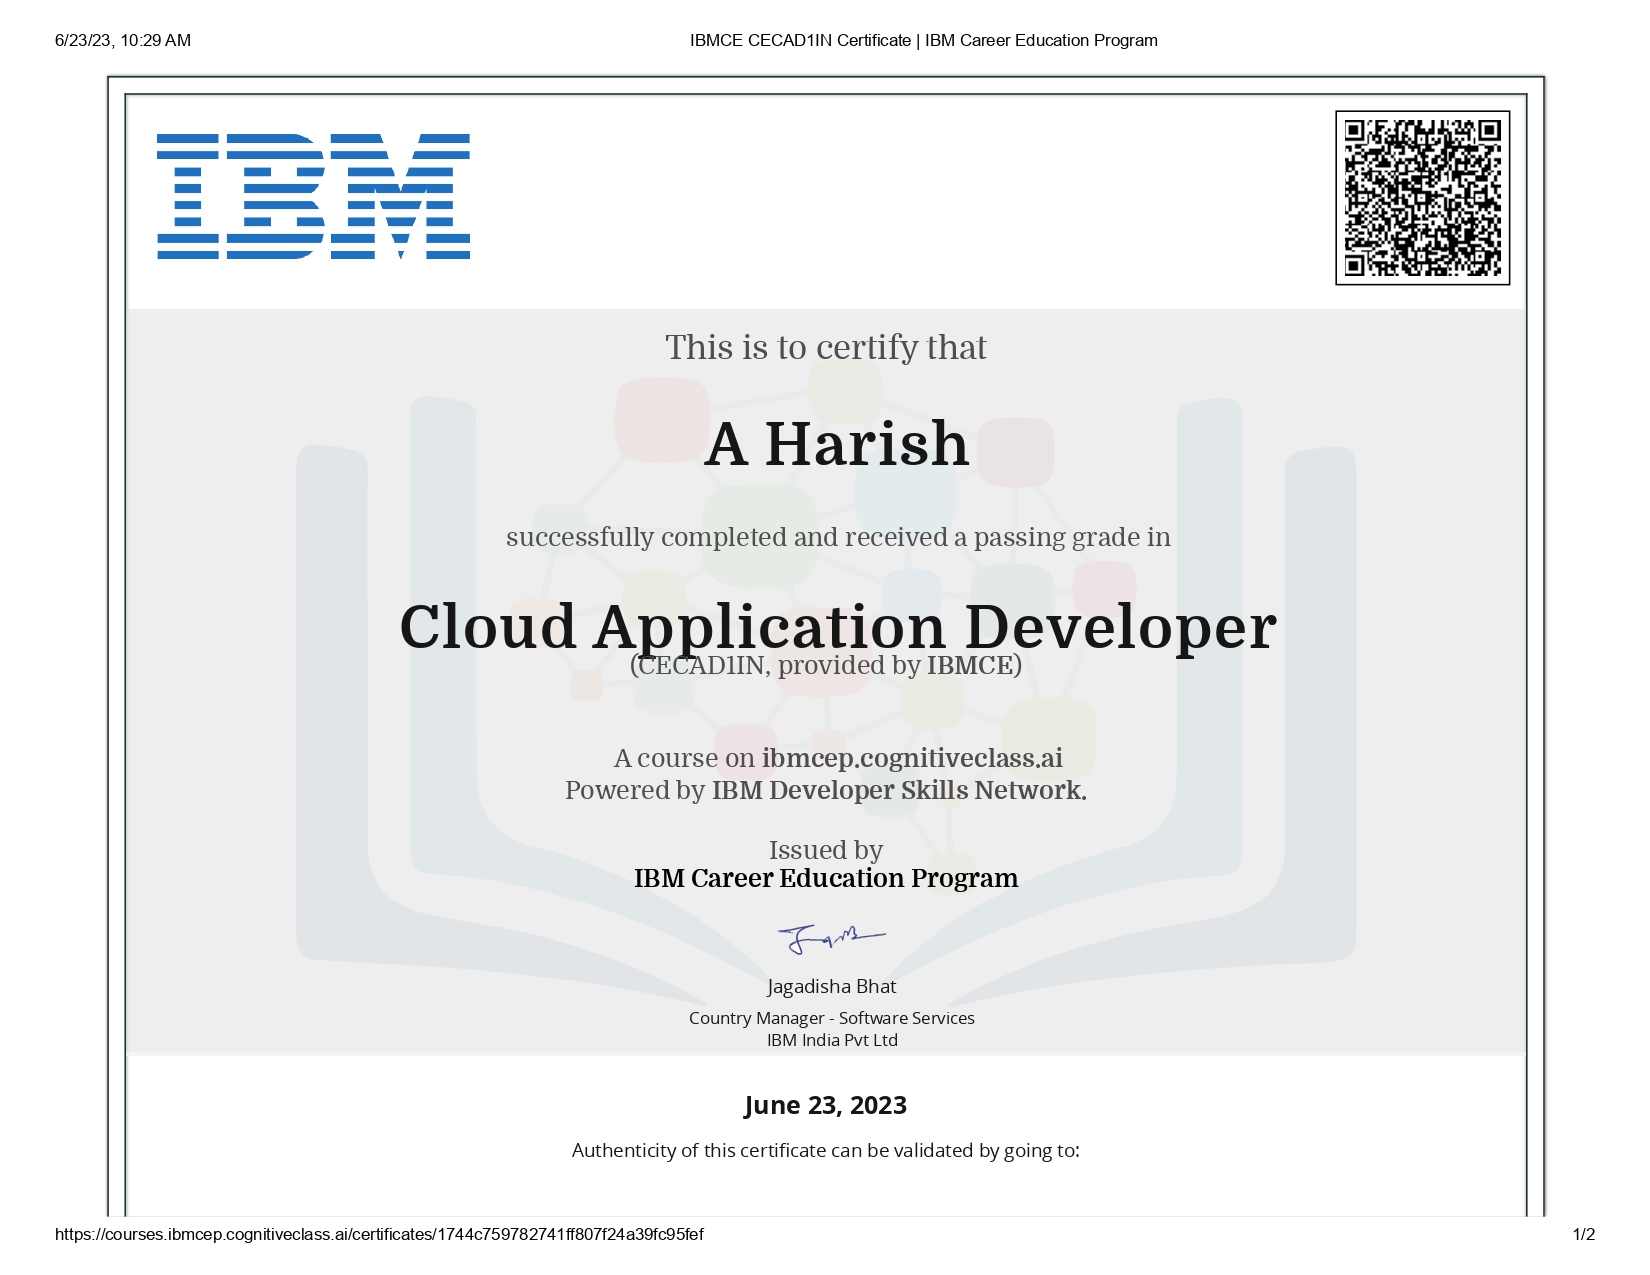 6/23/23, 10:29 AM
IBMCE CECAD1IN Certificate | IBM Career Education Program
IBM
This is to certify that
A Harish
successfully completed and received a passing grade in
Cloud Application Developer
(CECAD1IN, provided by IBMCE)
A course on ibmcep.cognitiveclass.ai
Powered by IBM Developer Skills Network.
Issued by
IBM Career Education Program
Jagadisha Bhat
Country Manager - Software Services
IBM India Pvt Ltd
June 23, 2023
Authenticity of this certificate can be validated by going to:
https://courses.ibmcep.cognitiveclass.ai/certificates/1744c759782741ff807f24a39fc95fef
1/2